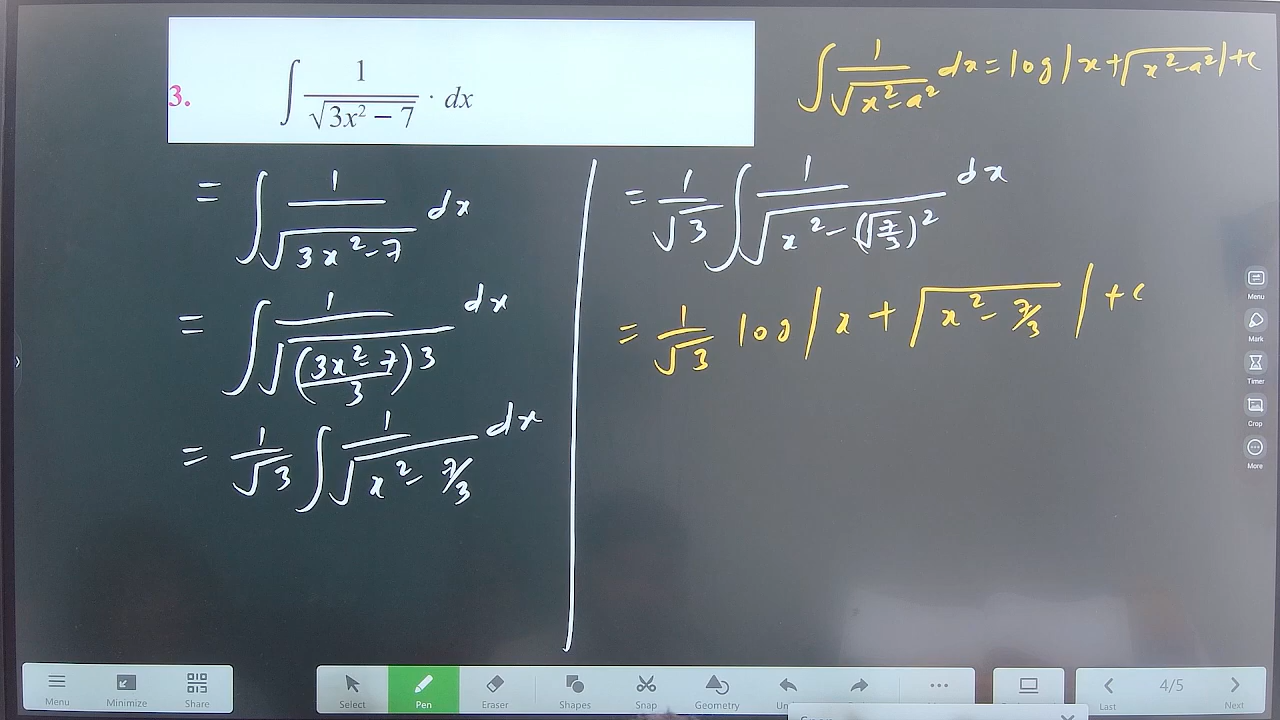 3. ∫ 1/√(3x² − 7) · dx
∫ 1/√(x²-a²) dx = log|x+√(x²-a²)|+c
= ∫ 1/√(3x²-7) dx
= ∫ 1/√(((3x²-7)/3)3) dx
= 1/√3 ∫ 1/√(x² - 7/3) dx
= 1/√3 ∫ 1/√(x² - (√(7/3))²) dx
= 1/√3 log|x + √(x² - 7/3)| + c
Menu
Mark
Timer
Crop
More
Menu Minimize Share
Select Pen Eraser Shapes Snap Geometry
Last 4/5 Next